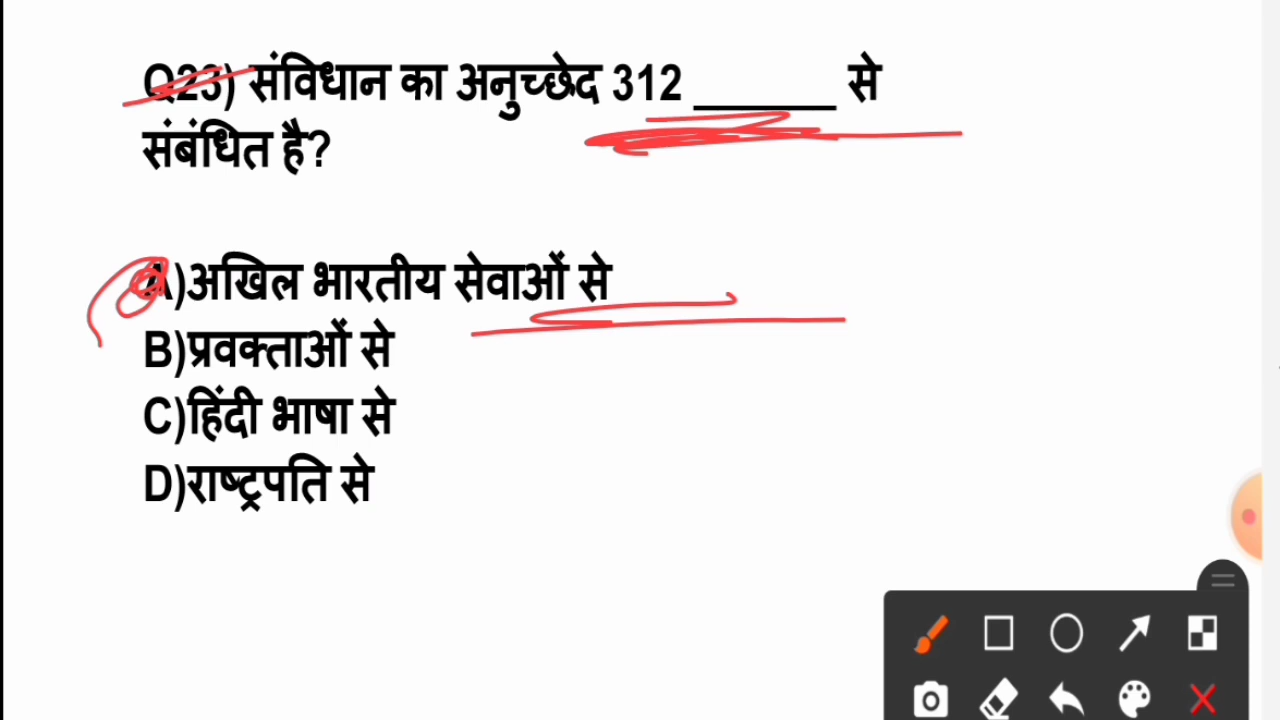 Q23) संविधान का अनुच्छेद 312 ______ से
संबंधित है?
A)अखिल भारतीय सेवाओं से
B)प्रवक्ताओं से
C)हिंदी भाषा से
D)राष्ट्रपति से